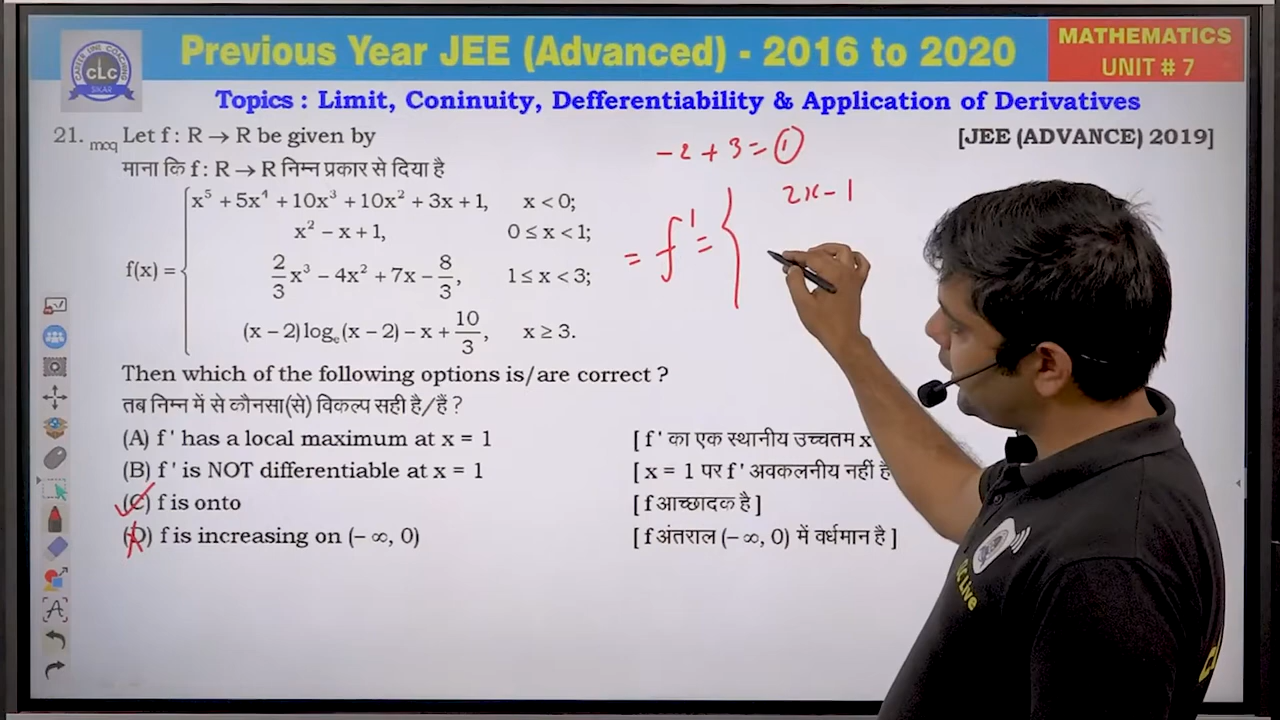 Previous Year JEE (Advanced) - 2016 to 2020
MATHEMATICS
UNIT # 7
CLC
SIKAR
Topics : Limit, Coninuity, Defferentiability & Application of Derivatives
21. mcq Let f : R → R be given by [JEE (ADVANCE) 2019]
माना कि f : R → R निम्न प्रकार से दिया है
f(x) = { x⁵ + 5x⁴ + 10x³ + 10x² + 3x + 1, x < 0;
x² − x + 1, 0 ≤ x < 1;
2/3 x³ − 4x² + 7x − 8/3, 1 ≤ x < 3;
(x − 2) logₑ(x − 2) − x + 10/3, x ≥ 3.
-2 + 3 = 1
= f' = {
2x - 1
Then which of the following options is/are correct ?
तब निम्न में से कौनसा(से) विकल्प सही है/हैं ?
(A) f ' has a local maximum at x = 1 [ f ' का एक स्थानीय उच्चतम x
(B) f ' is NOT differentiable at x = 1 [ x = 1 पर f ' अवकलनीय नहीं है
(C) f is onto [ f आच्छादक है ]
(D) f is increasing on (− ∞, 0) [ f अंतराल (− ∞, 0) में वर्धमान है ]
CLC Live